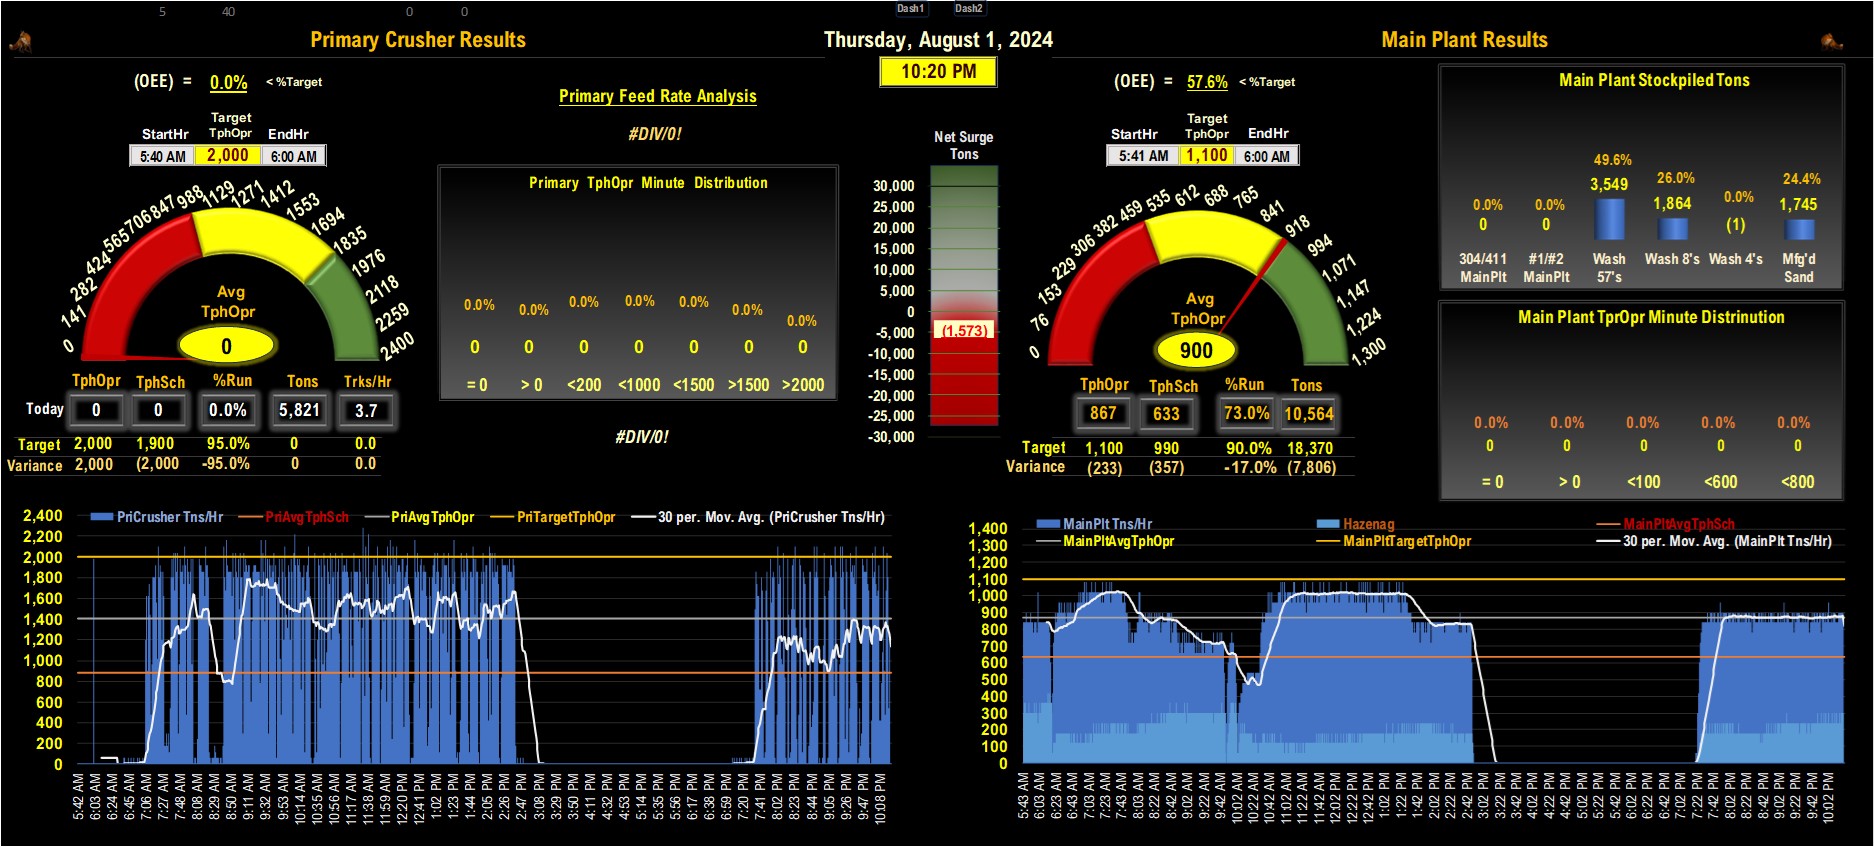 5 40 0 0 Dash1 Dash2
Primary Crusher Results
Thursday, August 1, 2024
Main Plant Results
10:20 PM
(OEE) = 0.0% < %Target
Target
StartHr TphOpr EndHr
5:40 AM 2,000 6:00 AM
0 141 282 424 565 706 847 988 1129 1271 1412 1553 1694 1835 1976 2118 2259 2400
Avg
TphOpr
0
TphOpr TphSch %Run Tons Trks/Hr
Today 0 0 0.0% 5,821 3.7
Target 2,000 1,900 95.0% 0 0.0
Variance 2,000 (2,000 -95.0% 0 0.0
Primary Feed Rate Analysis
#DIV/0!
Primary TphOpr Minute Distribution
0.0% 0.0% 0.0% 0.0% 0.0% 0.0% 0.0%
0 0 0 0 0 0 0
= 0 > 0 <200 <1000 <1500 >1500 >2000
#DIV/0!
Net Surge
Tons
30,000
25,000
20,000
15,000
10,000
5,000
0
-5,000
(1,573)
-10,000
-15,000
-20,000
-25,000
-30,000
(OEE) = 57.6% < %Target
Target
StartHr TphOpr EndHr
5:41 AM 1,100 6:00 AM
0 76 153 229 306 382 459 535 612 688 765 841 918 994 1,071 1,147 1,224 1,300
Avg
TphOpr
900
TphOpr TphSch %Run Tons
867 633 73.0% 10,564
Target 1,100 990 90.0% 18,370
Variance (233) (357) -17.0% (7,806)
Main Plant Stockpiled Tons
0.0% 0.0% 49.6% 26.0% 0.0% 24.4%
0 0 3,549 1,864 (1) 1,745
304/411 #1/#2 Wash Wash 8's Wash 4's Mfg'd
MainPlt MainPlt 57's Sand
Main Plant TprOpr Minute Distrinution
0.0% 0.0% 0.0% 0.0% 0.0%
0 0 0 0 0
= 0 > 0 <100 <600 <800
PriCrusher Tns/Hr PriAvgTphSch PriAvgTphOpr PriTargetTphOpr 30 per. Mov. Avg. (PriCrusher Tns/Hr)
2,400
2,200
2,000
1,800
1,600
1,400
1,200
1,000
800
600
400
200
0
5:42 AM 6:03 AM 6:24 AM 6:45 AM 7:06 AM 7:27 AM 7:48 AM 8:08 AM 8:29 AM 8:50 AM 9:11 AM 9:32 AM 9:53 AM 10:14 AM 10:35 AM 10:56 AM 11:17 AM 11:38 AM 11:59 AM 12:20 PM 12:41 PM 1:02 PM 1:23 PM 1:44 PM 2:05 PM 2:26 PM 2:47 PM 3:08 PM 3:29 PM 3:50 PM 4:11 PM 4:32 PM 4:53 PM 5:14 PM 5:35 PM 5:56 PM 6:17 PM 6:38 PM 6:59 PM 7:20 PM 7:41 PM 8:02 PM 8:23 PM 8:44 PM 9:05 PM 9:26 PM 9:47 PM 10:08 PM
MainPlt Tns/Hr Hazenag MainPltAvgTphSch
MainPltAvgTphOpr MainPltTargetTphOpr 30 per. Mov. Avg. (MainPlt Tns/Hr)
1,400
1,300
1,200
1,100
1,000
900
800
700
600
500
400
300
200
100
0
5:43 AM 6:03 AM 6:23 AM 6:43 AM 7:03 AM 7:23 AM 7:43 AM 8:02 AM 8:22 AM 8:42 AM 9:02 AM 9:22 AM 9:42 AM 10:02 AM 10:22 AM 10:42 AM 11:02 AM 11:22 AM 11:42 AM 12:02 PM 12:22 PM 12:42 PM 1:02 PM 1:22 PM 1:42 PM 2:02 PM 2:22 PM 2:42 PM 3:02 PM 3:22 PM 3:42 PM 4:02 PM 4:22 PM 4:42 PM 5:02 PM 5:22 PM 5:42 PM 6:02 PM 6:22 PM 6:42 PM 7:02 PM 7:22 PM 7:42 PM 8:02 PM 8:22 PM 8:42 PM 9:02 PM 9:22 PM 9:42 PM 10:02 PM